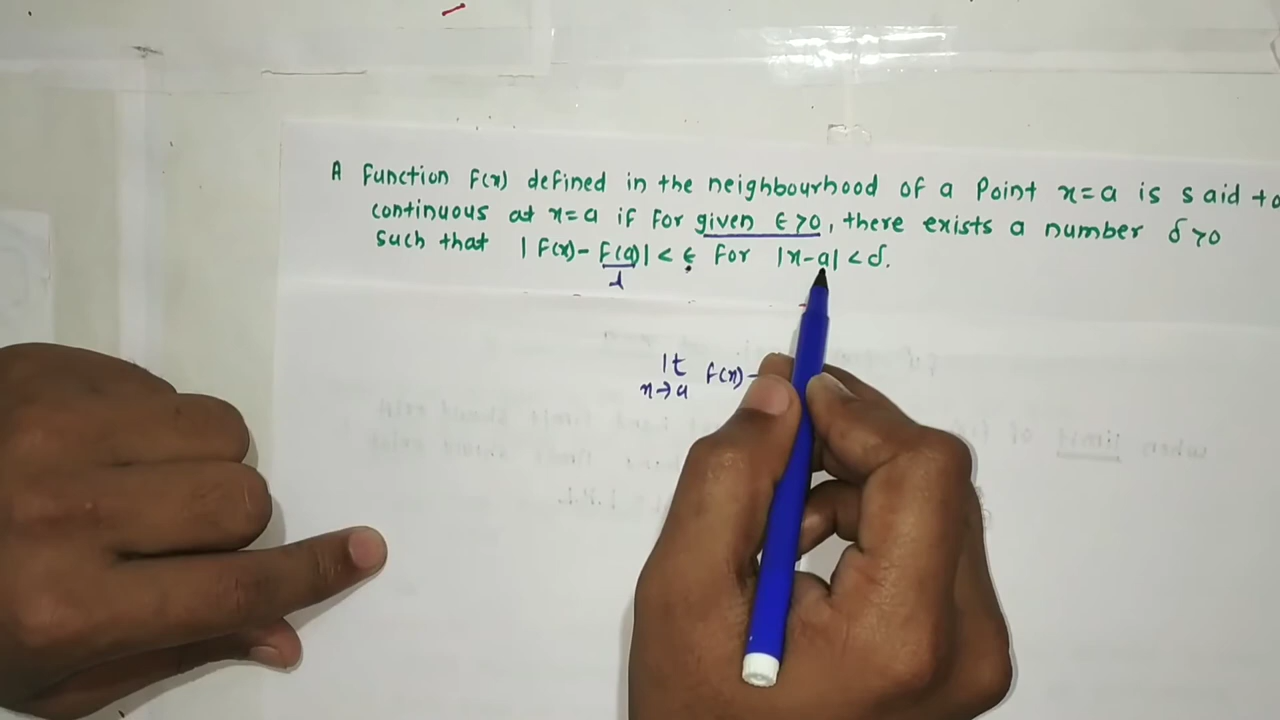 A function f(x) defined in the neighbourhood of a point x=a is said to
continuous at x=a if for given ϵ>0, there exists a number δ>0
such that |f(x)-f(a)|<ϵ for |x-a|<δ.
l
lt f(x)-
x→a